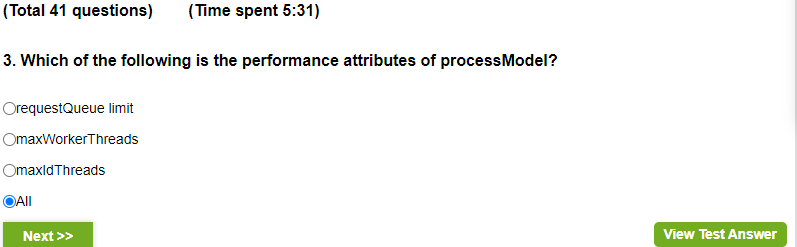 (Total 41 questions) (Time spent 5:31)
3. Which of the following is the performance attributes of processModel?
requestQueue limit
maxWorkerThreads
maxIdThreads
All
Next >>
View Test Answer